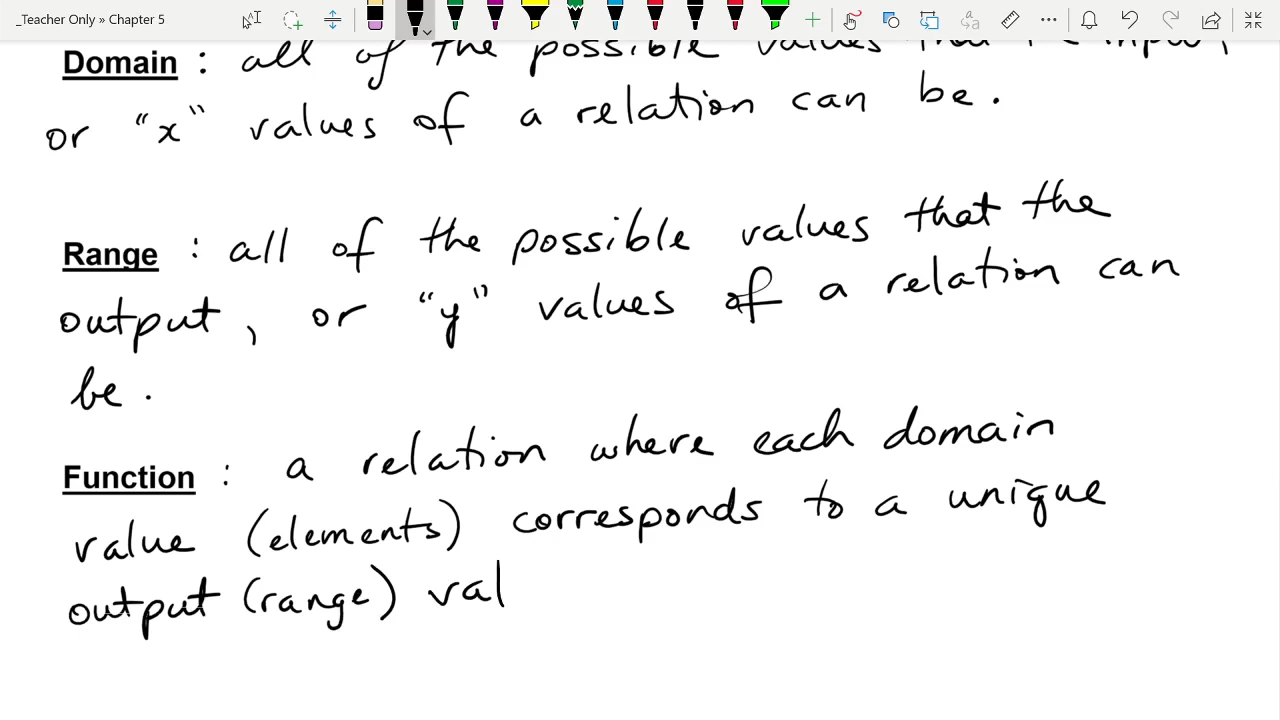 _Teacher Only » Chapter 5
Domain : all of the possible values that input,
or "x" values of a relation can be.
Range : all of the possible values that the
output, or "y" values of a relation can
be.
Function : a relation where each domain
value (elements) corresponds to a unique
output (range) val